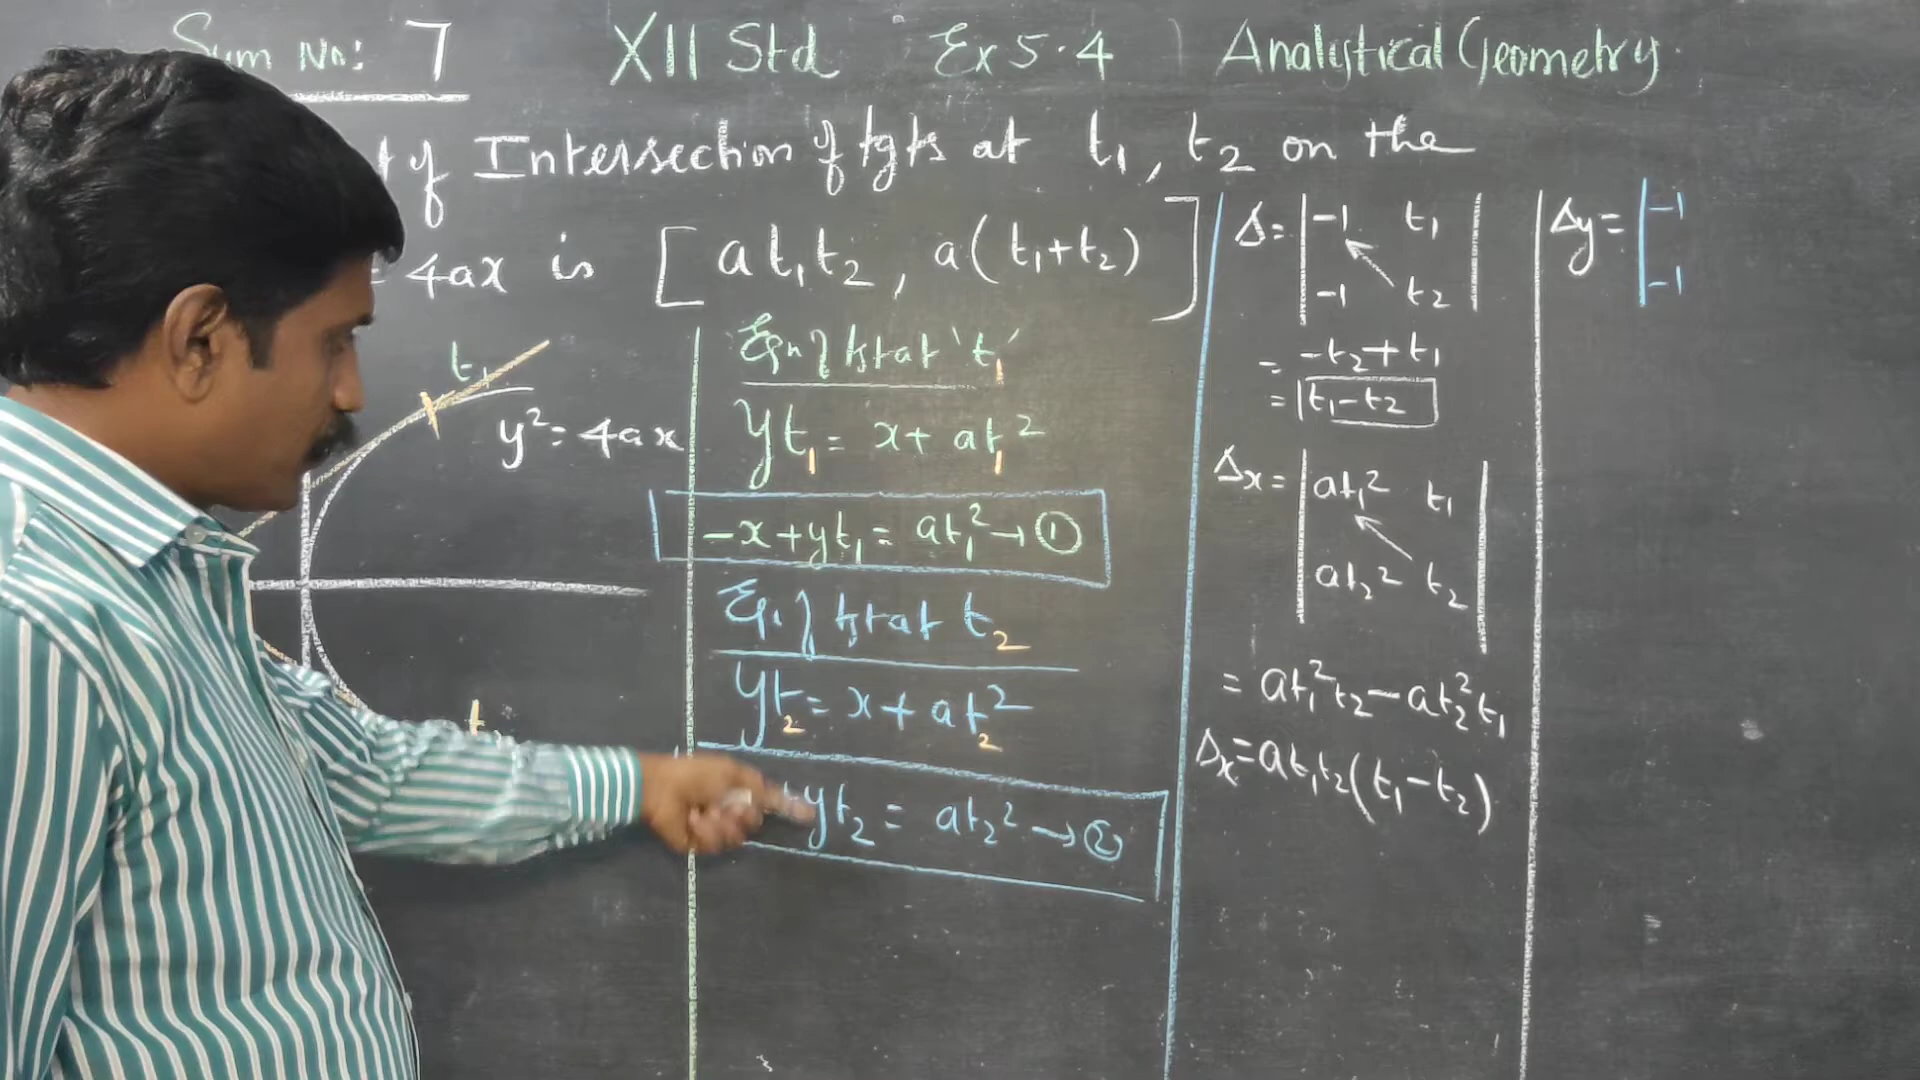 Sum No: 7 XII Std Ex 5.4 Analytical Geometry
t of Intersection of tgts at t₁, t₂ on the
= 4ax is [at₁t₂, a(t₁+t₂)]
t₁
y² = 4ax
t
Eqn of tgt at 't₁'
yt₁ = x + at₁²
-x + yt₁ = at₁² → ①
Eqn of tgt at t₂
yt₂ = x + at₂²
+yt₂ = at₂² → ②
Δ = | -1 t₁ |
| -1 t₂ |
= -t₂ + t₁
= t₁ - t₂
Δx = | at₁² t₁ |
| at₂² t₂ |
= at₁²t₂ - at₂²t₁
Δx = at₁t₂(t₁ - t₂)
Δy = | -1
| -1